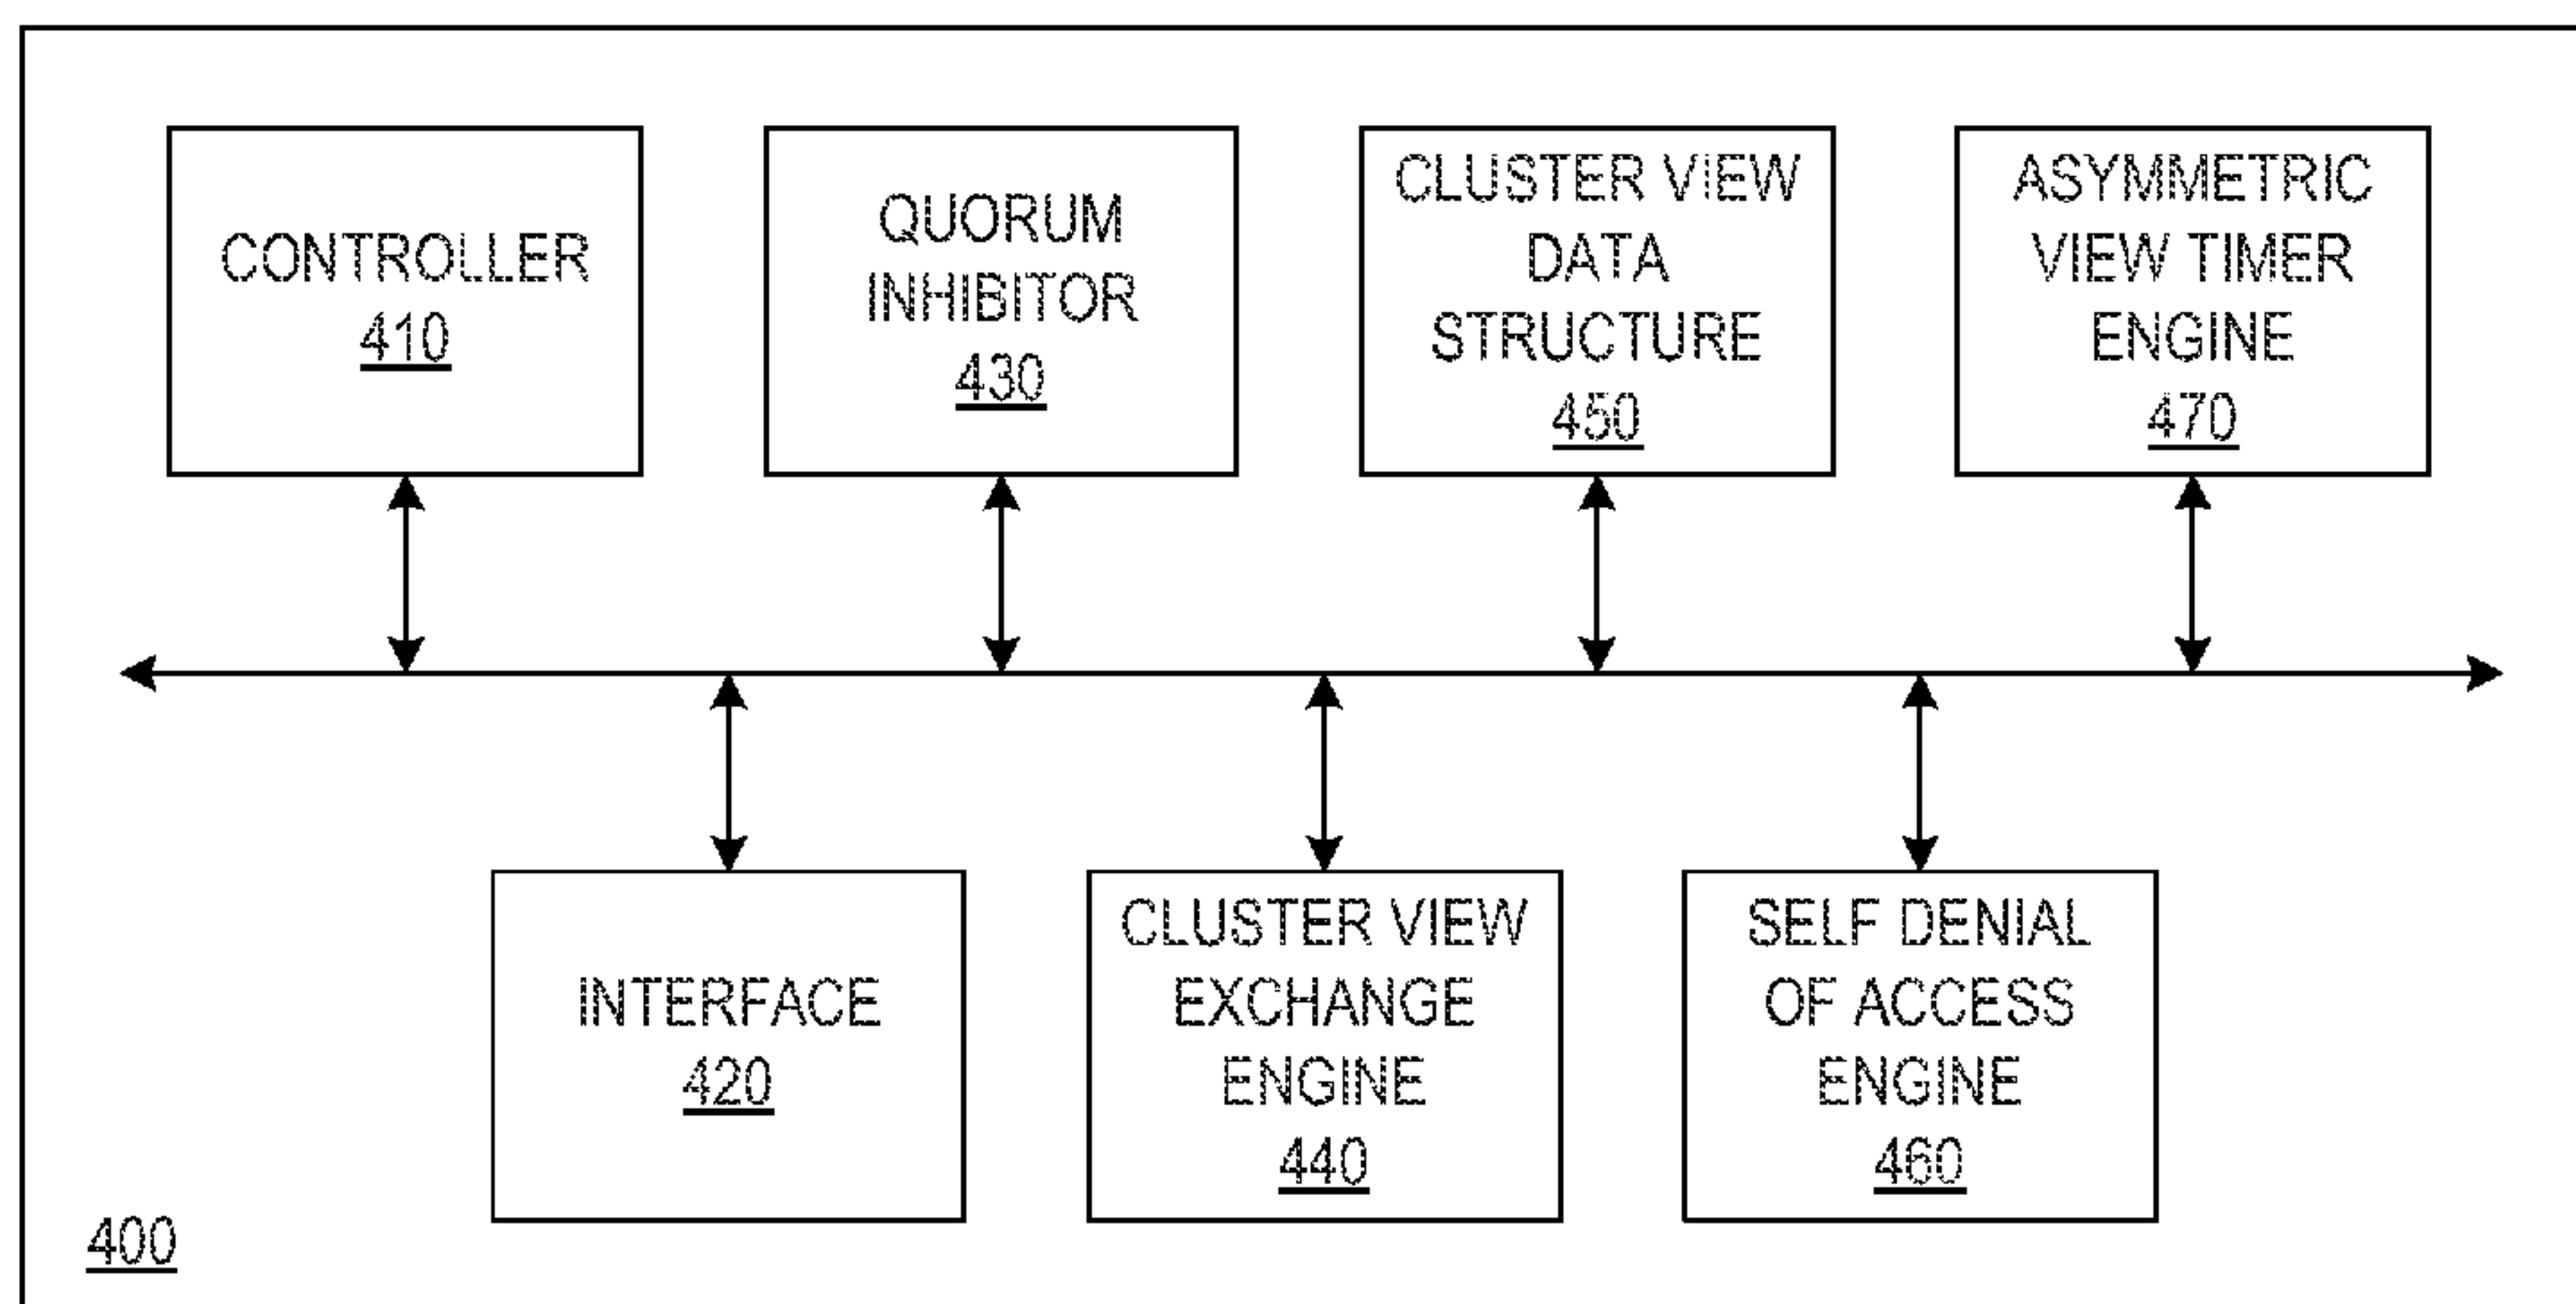 CONTROLLER
410
QUORUM
INHIBITOR
430
CLUSTER VIEW
DATA
STRUCTURE
450
ASYMMETRIC
VIEW TIMER
ENGINE
470
INTERFACE
420
CLUSTER VIEW
EXCHANGE
ENGINE
440
SELF DENIAL
OF ACCESS
ENGINE
460
400